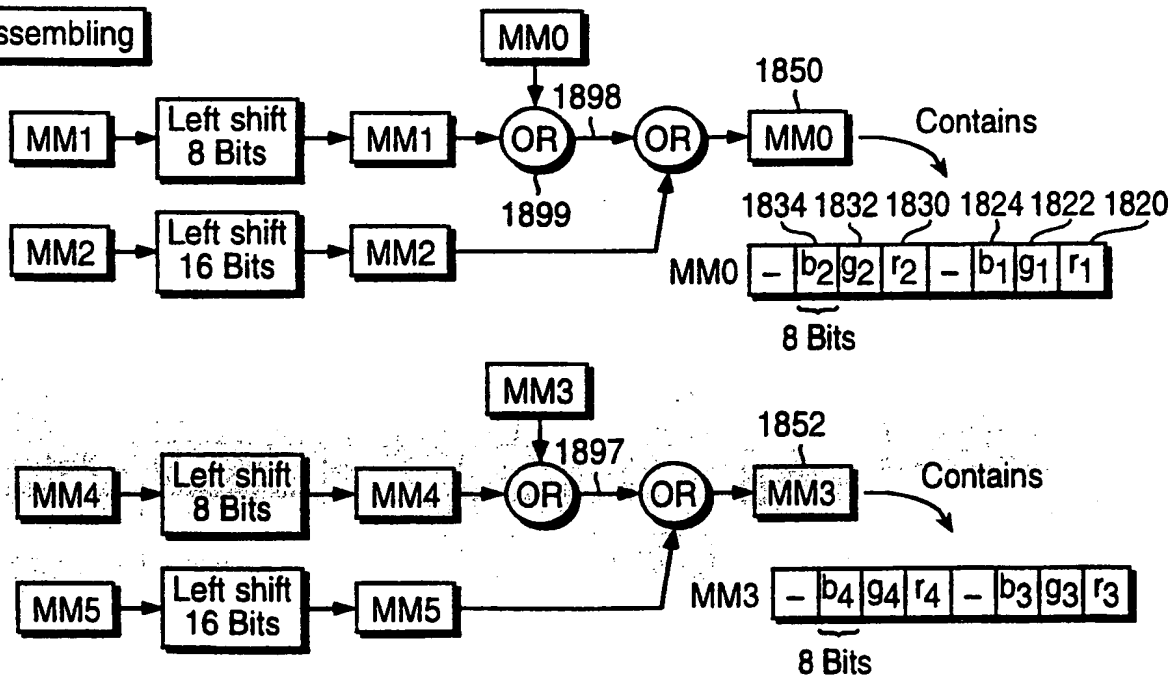 ssembling
MM0
1850
MM1 Left shift 8 Bits MM1 OR 1898 OR MM0 Contains
1899
MM2 Left shift 16 Bits MM2
1834 1832 1830 1824 1822 1820
MM0 – b2 g2 r2 – b1 g1 r1
8 Bits
MM3
1852
MM4 Left shift 8 Bits MM4 OR 1897 OR MM3 Contains
MM5 Left shift 16 Bits MM5
MM3 – b4 g4 r4 – b3 g3 r3
8 Bits